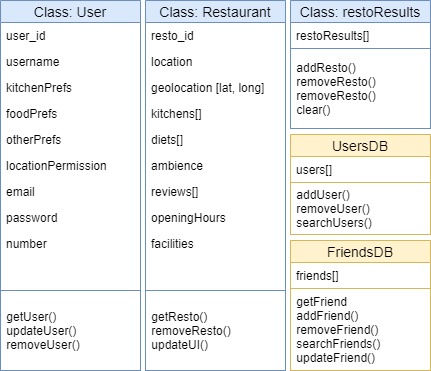 Class: User
user_id
username
kitchenPrefs
foodPrefs
otherPrefs
locationPermission
email
password
number
getUser()
updateUser()
removeUser()
Class: Restaurant
resto_id
location
geolocation [lat, long]
kitchens[]
diets[]
ambience
reviews[]
openingHours
facilities
getResto()
removeResto()
updateUI()
Class: restoResults
restoResults[]
addResto()
removeResto()
removeResto()
clear()
UsersDB
users[]
addUser()
removeUser()
searchUsers()
FriendsDB
friends[]
getFriend
addFriend()
removeFriend()
searchFriends()
updateFriend()